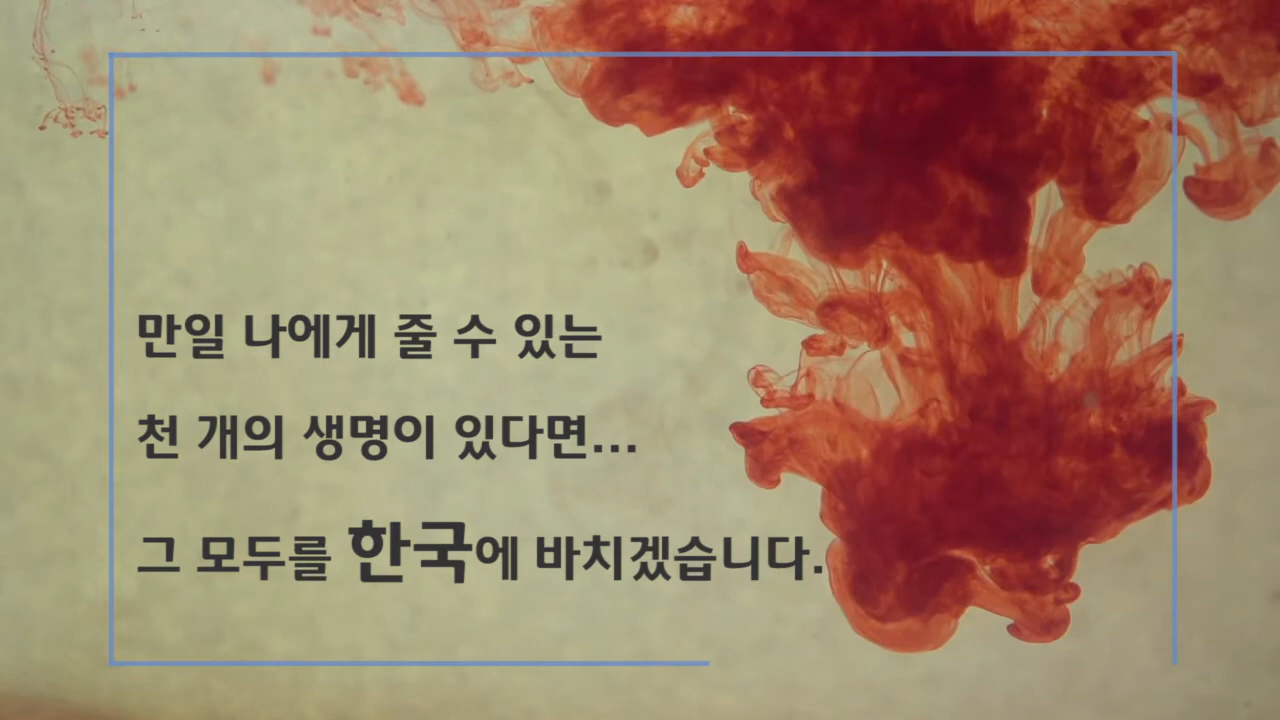 만일 나에게 줄 수 있는
천 개의 생명이 있다면...
그 모두를 한국에 바치겠습니다.